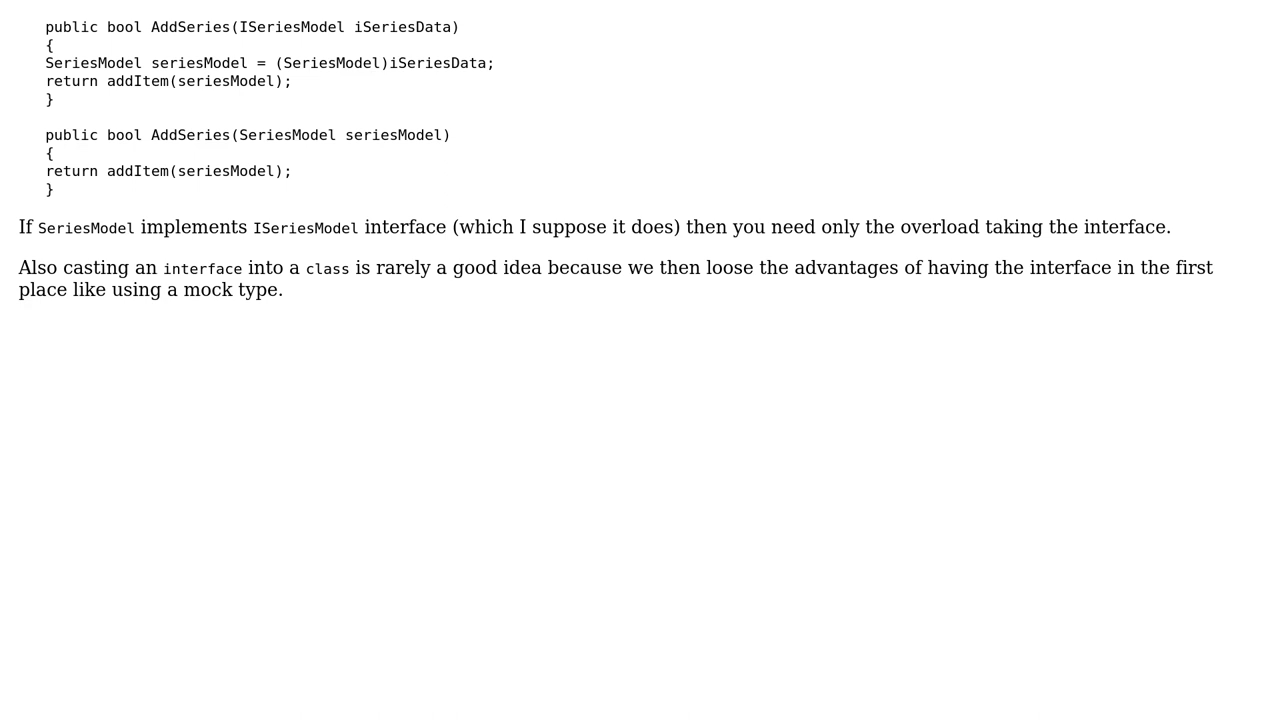 public bool AddSeries(ISeriesModel iSeriesData)
{
SeriesModel seriesModel = (SeriesModel)iSeriesData;
return addItem(seriesModel);
}
public bool AddSeries(SeriesModel seriesModel)
{
return addItem(seriesModel);
}
If SeriesModel implements ISeriesModel interface (which I suppose it does) then you need only the overload taking the interface.
Also casting an interface into a class is rarely a good idea because we then loose the advantages of having the interface in the first
place like using a mock type.